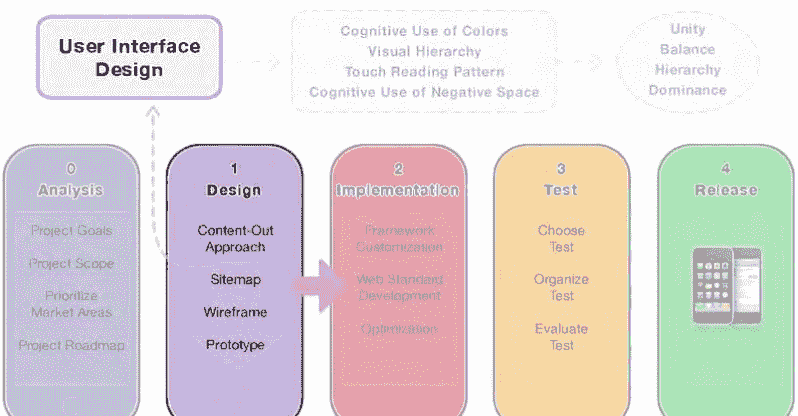 User Interface
Design
Cognitive Use of Colors
Visual Hierarchy
Touch Reading Pattern
Cognitive Use of Negative Space
Unity
Balance
Hierarchy
Dominance
0
Analysis
Project Goals
Project Scope
Prioritize
Market Areas
Project Roadmap
1
Design
Content-Out
Approach
Sitemap
Wireframe
Prototype
2
Implementation
Framework
Customization
Web Standard
Development
Optimization
3
Test
Choose
Test
Organize
Test
Evaluate
Test
4
Release